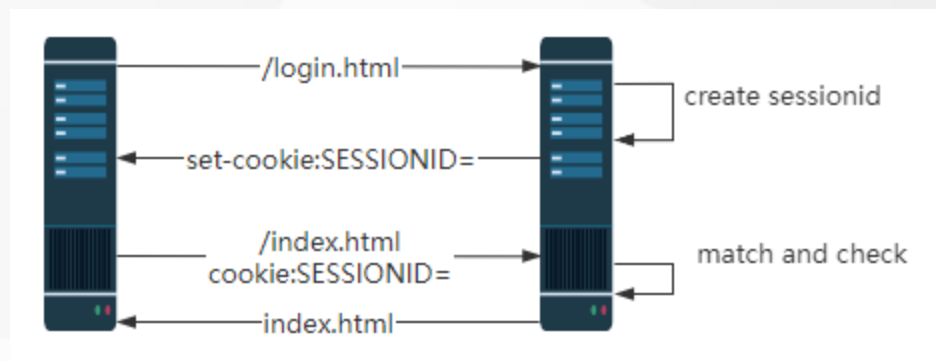 /login.html
create sessionid
set-cookie:SESSIONID=
/index.html
cookie:SESSIONID=
match and check
index.html